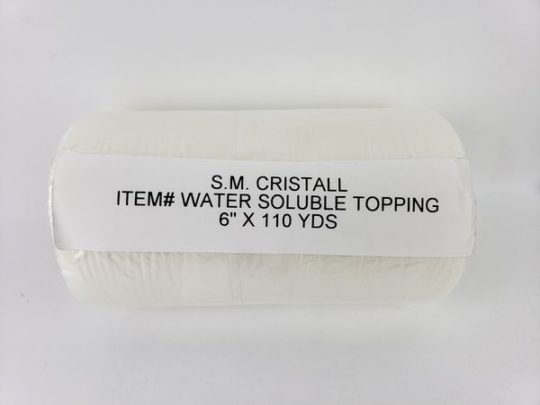 S.M. CRISTALL
ITEM# WATER SOLUBLE TOPPING
6" X 110 YDS